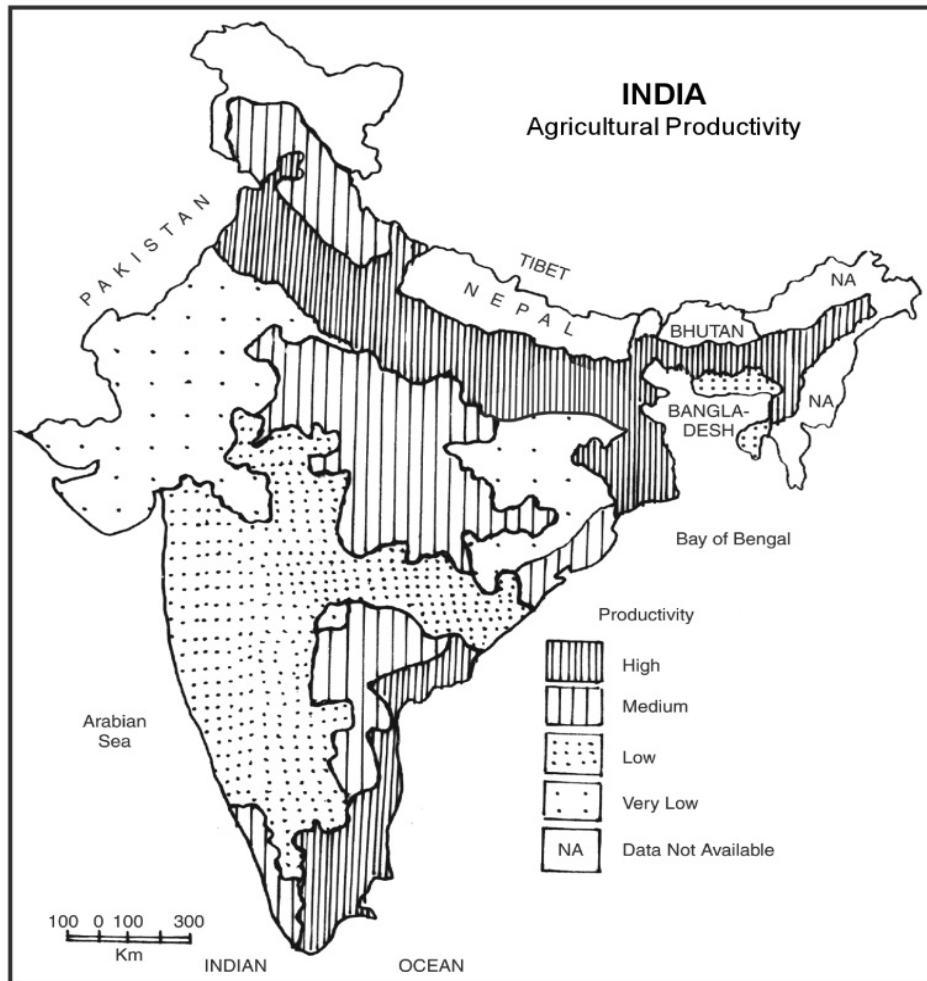 INDIA
Agricultural Productivity
PAKISTAN
TIBET
NEPAL
BHUTAN
NA
BANGLA-
DESH
NA
Bay of Bengal
Arabian
Sea
Productivity
High
Medium
Low
Very Low
NA Data Not Available
100 0 100 300
Km
INDIAN OCEAN